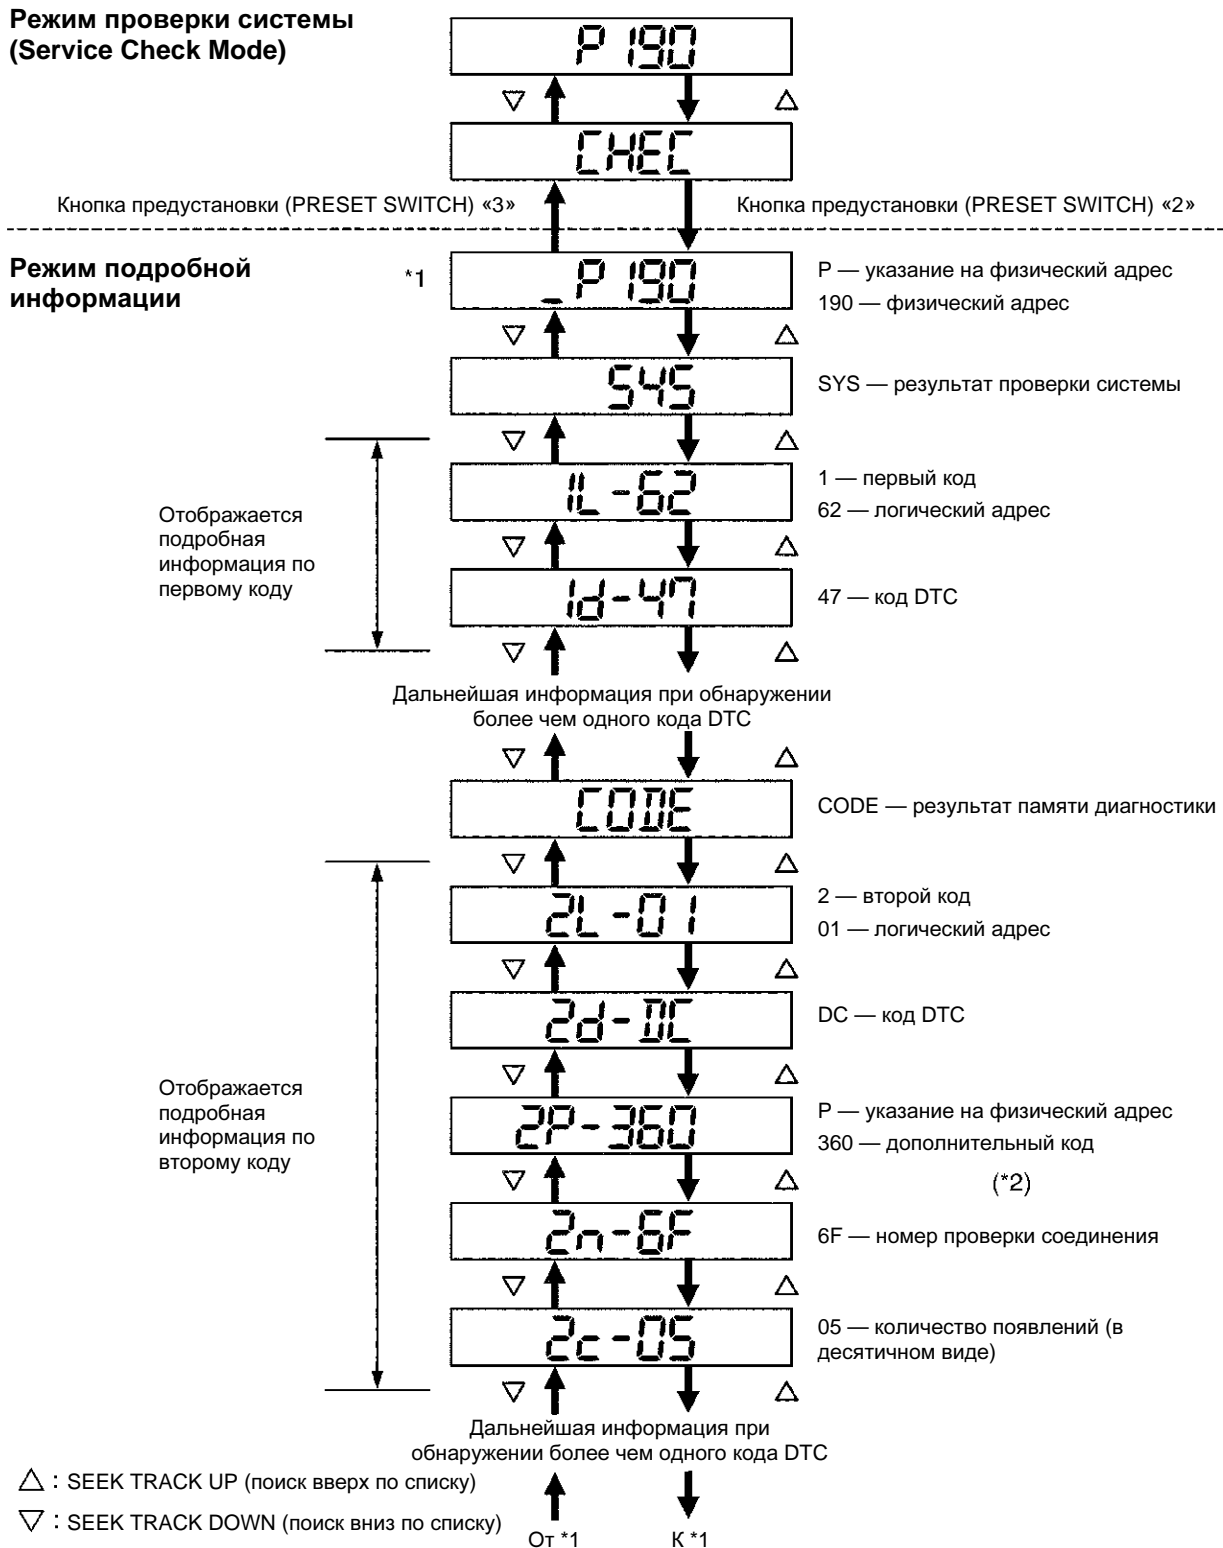 Режим проверки системы
(Service Check Mode)
P 190
CHEC
Кнопка предустановки (PRESET SWITCH) «3»
Кнопка предустановки (PRESET SWITCH) «2»
Режим подробной
информации
*1
_P 190
P — указание на физический адрес
190 — физический адрес
SYS
SYS — результат проверки системы
1L-62
1 — первый код
62 — логический адрес
Отображается
подробная
информация по
первому коду
1d-47
47 — код DTC
Дальнейшая информация при обнаружении
более чем одного кода DTC
CODE
CODE — результат памяти диагностики
2L-01
2 — второй код
01 — логический адрес
2d-DC
DC — код DTC
Отображается
подробная
информация по
второму коду
2P-360
P — указание на физический адрес
360 — дополнительный код
(*2)
2n-6F
6F — номер проверки соединения
2c-05
05 — количество появлений (в
десятичном виде)
Дальнейшая информация при
обнаружении более чем одного кода DTC
△ : SEEK TRACK UP (поиск вверх по списку)
▽ : SEEK TRACK DOWN (поиск вниз по списку)
От *1
К *1